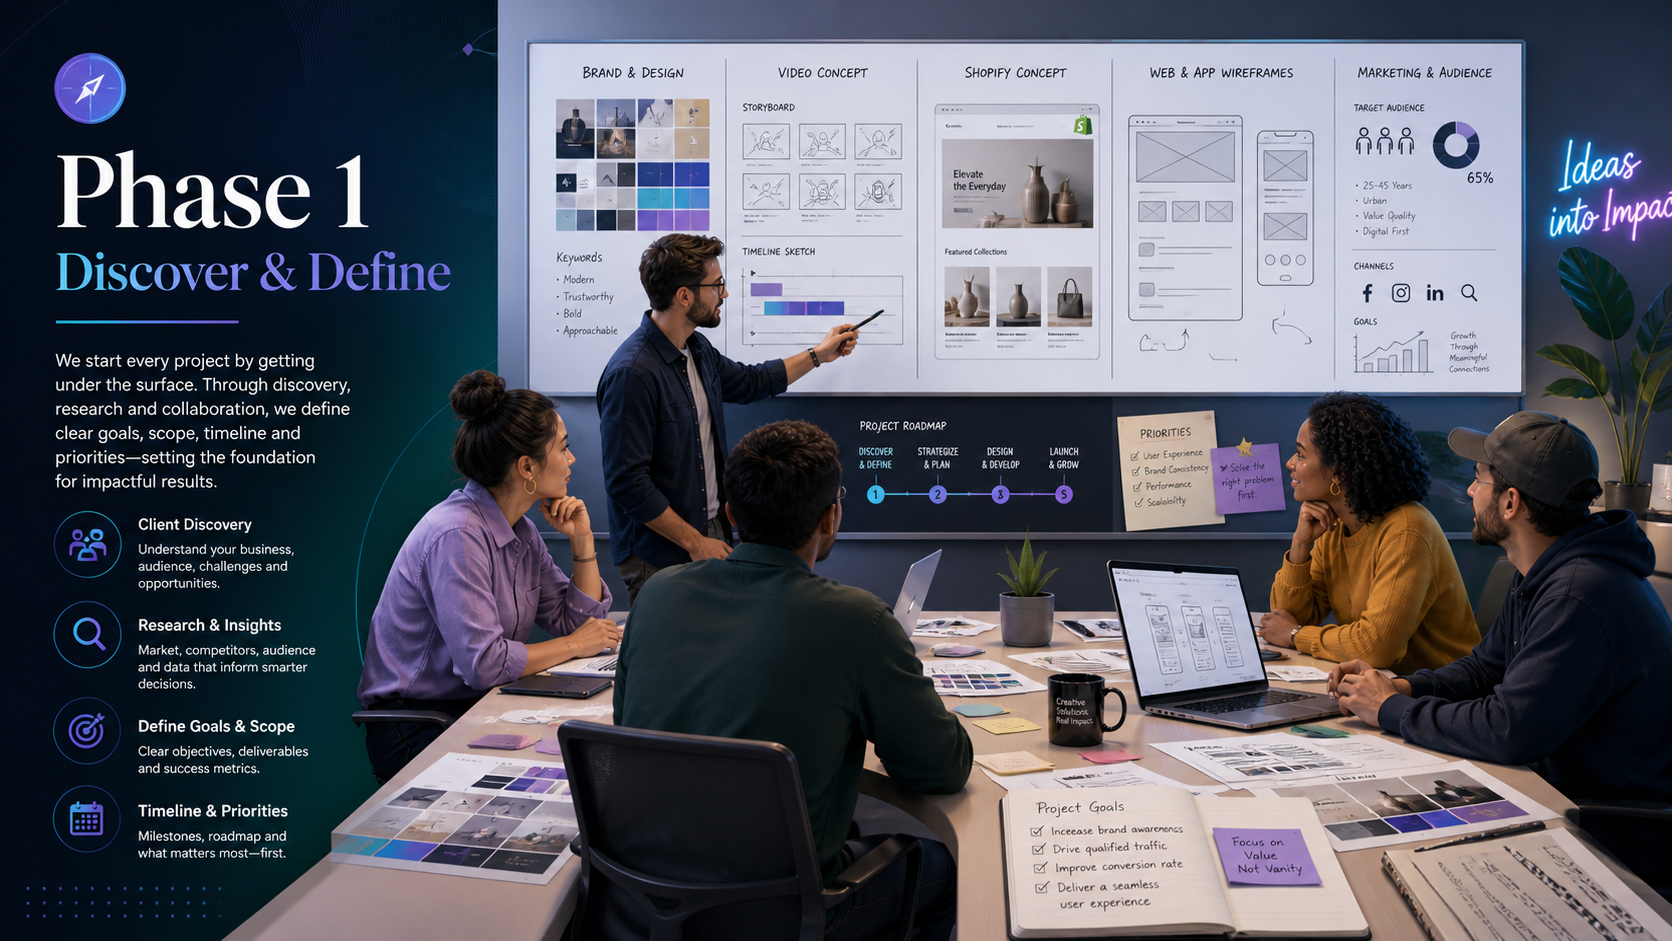 Phase 1
Discover & Define
We start every project by getting
under the surface. Through discovery,
research and collaboration, we define
clear goals, scope, timeline and
priorities—setting the foundation
for impactful results.
Client Discovery
Understand your business,
audience, challenges and
opportunities.
Research & Insights
Market, competitors, audience
and data that inform smarter
decisions.
Define Goals & Scope
Clear objectives, deliverables
and success metrics.
Timeline & Priorities
Milestones, roadmap and
what matters most—first.
BRAND & DESIGN
Keywords
• Modern
• Trustworthy
• Bold
• Approachable
VIDEO CONCEPT
STORYBOARD
TIMELINE SKETCH
SHOPIFY CONCEPT
Elevate
the Everyday
Featured Collections
WEB & APP WIREFRAMES
MARKETING & AUDIENCE
TARGET AUDIENCE
65%
• 25-45 Years
• Urban
• Value Quality
• Digital First
CHANNELS
GOALS
Growth
Through
Meaningful
Connections
Ideas
into Impac
PROJECT ROADMAP
DISCOVER
& DEFINE
STRATEGIZE
& PLAN
DESIGN
& DEVELOP
LAUNCH
& GROW
1 2 3 5
PRIORITIES
User Experience
Brand Consistency
Performance
Scalability
Solve the
right problem
first.
Creative
Solutions.
Real Impact.
Project Goals
Inceease brand awareness
Drive qualified traffic
Improve conversion rate
Deliver a seamless
user experience
Focus on
Value
Not Vanity